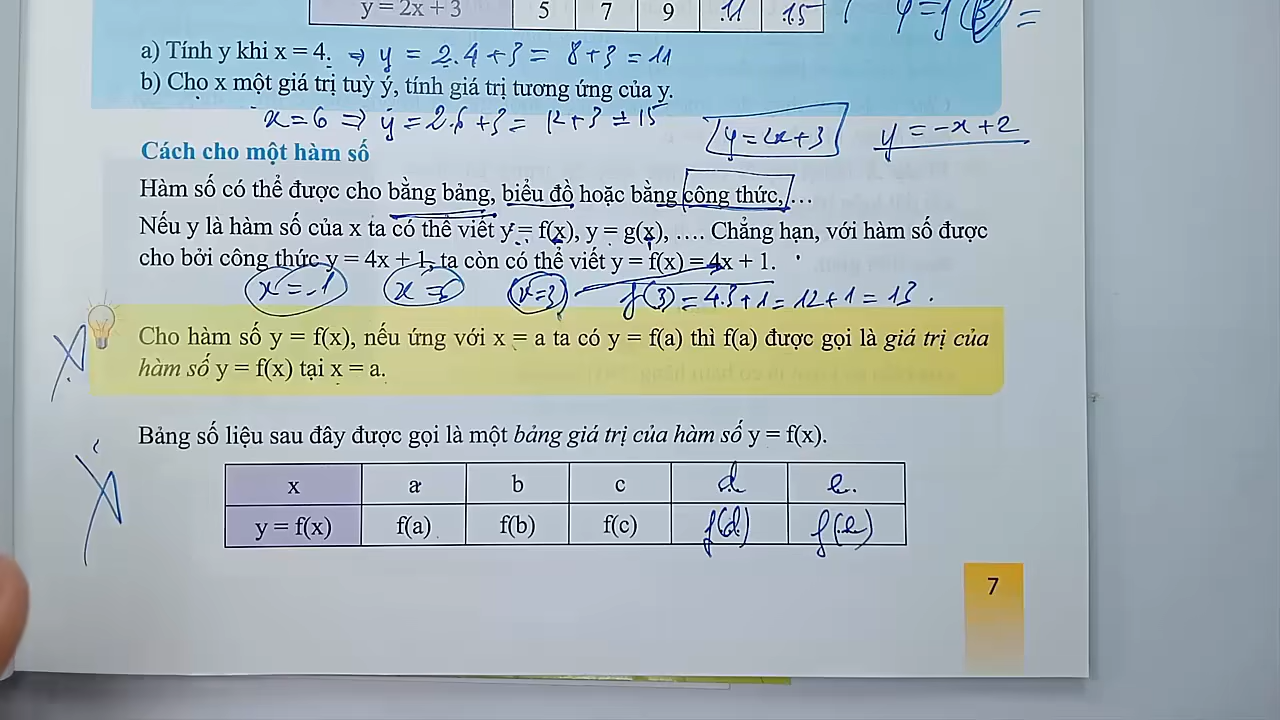 y = 2x + 3 5 7 9 11 15
a) Tính y khi x = 4. ⇒ y = 2.4 + 3 = 8 + 3 = 11
b) Cho x một giá trị tuỳ ý, tính giá trị tương ứng của y.
x = 6 ⇒ y = 2.6 + 3 = 12 + 3 = 15 y = 2x + 3 y = -x + 2
Cách cho một hàm số
Hàm số có thể được cho bằng bảng, biểu đồ hoặc bằng công thức, …
Nếu y là hàm số của x ta có thể viết y = f(x), y = g(x), …. Chẳng hạn, với hàm số được
cho bởi công thức y = 4x + 1, ta còn có thể viết y = f(x) = 4x + 1.
x = -1 x = 3 f(3) = 4.3 + 1 = 12 + 1 = 13.
Cho hàm số y = f(x), nếu ứng với x = a ta có y = f(a) thì f(a) được gọi là giá trị của
hàm số y = f(x) tại x = a.
Bảng số liệu sau đây được gọi là một bảng giá trị của hàm số y = f(x).
x a b c d e.
y = f(x) f(a) f(b) f(c) f(d) f(e)
7